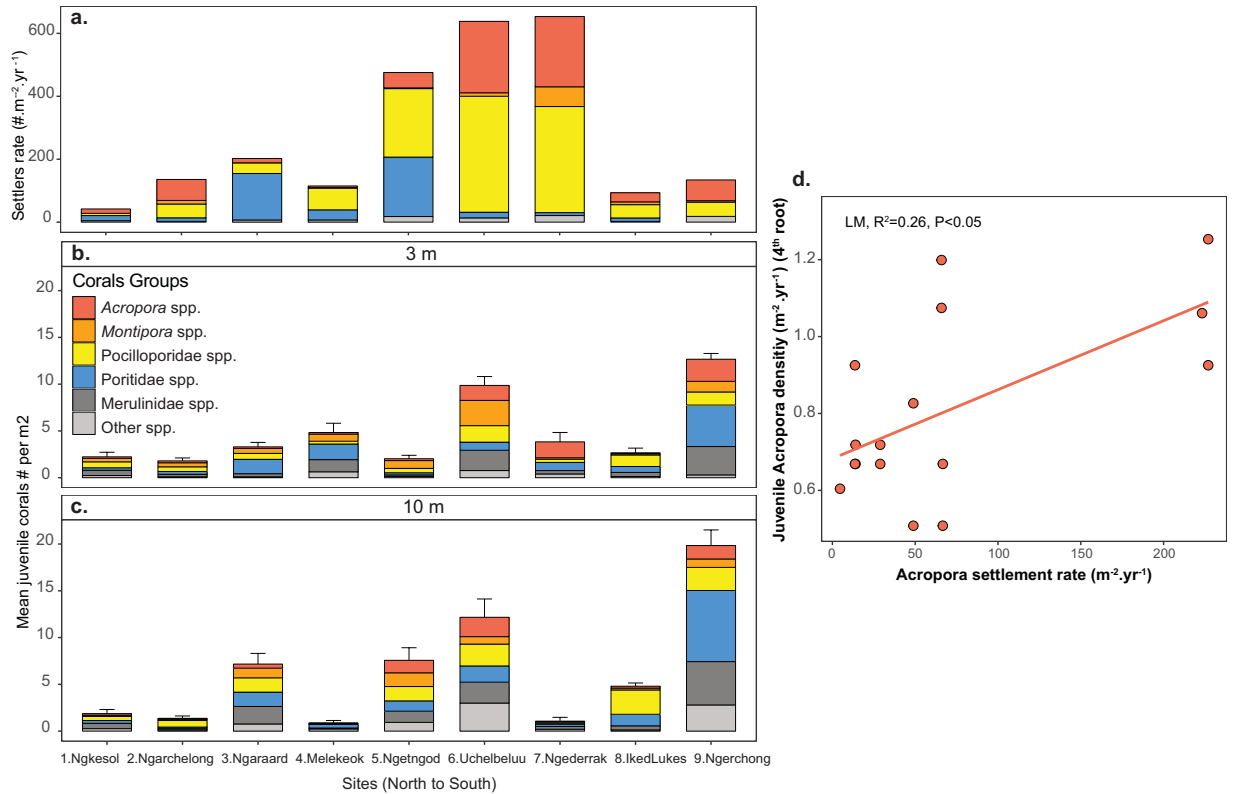 a.
Settlers rate (#.m⁻².yr⁻¹)
600
400
200
0
b.
3 m
Corals Groups
Acropora spp.
Montipora spp.
Pocilloporidae spp.
Poritidae spp.
Merulinidae spp.
Other spp.
20
15
10
5
0
Mean juvenile corals # per m2
c.
10 m
20
15
10
5
0
1.Ngkesol 2.Ngarchelong 3.Ngaraard 4.Melekeok 5.Ngetngod 6.Uchelbeluu 7.Ngederrak 8.IkedLukes 9.Ngerchong
Sites (North to South)
d.
LM, R²=0.26, P<0.05
Juvenile Acropora densitiy (m⁻².yr⁻¹) (4ᵗʰ root)
1.2
1.0
0.8
0.6
0 50 100 150 200
Acropora settlement rate (m⁻².yr⁻¹)